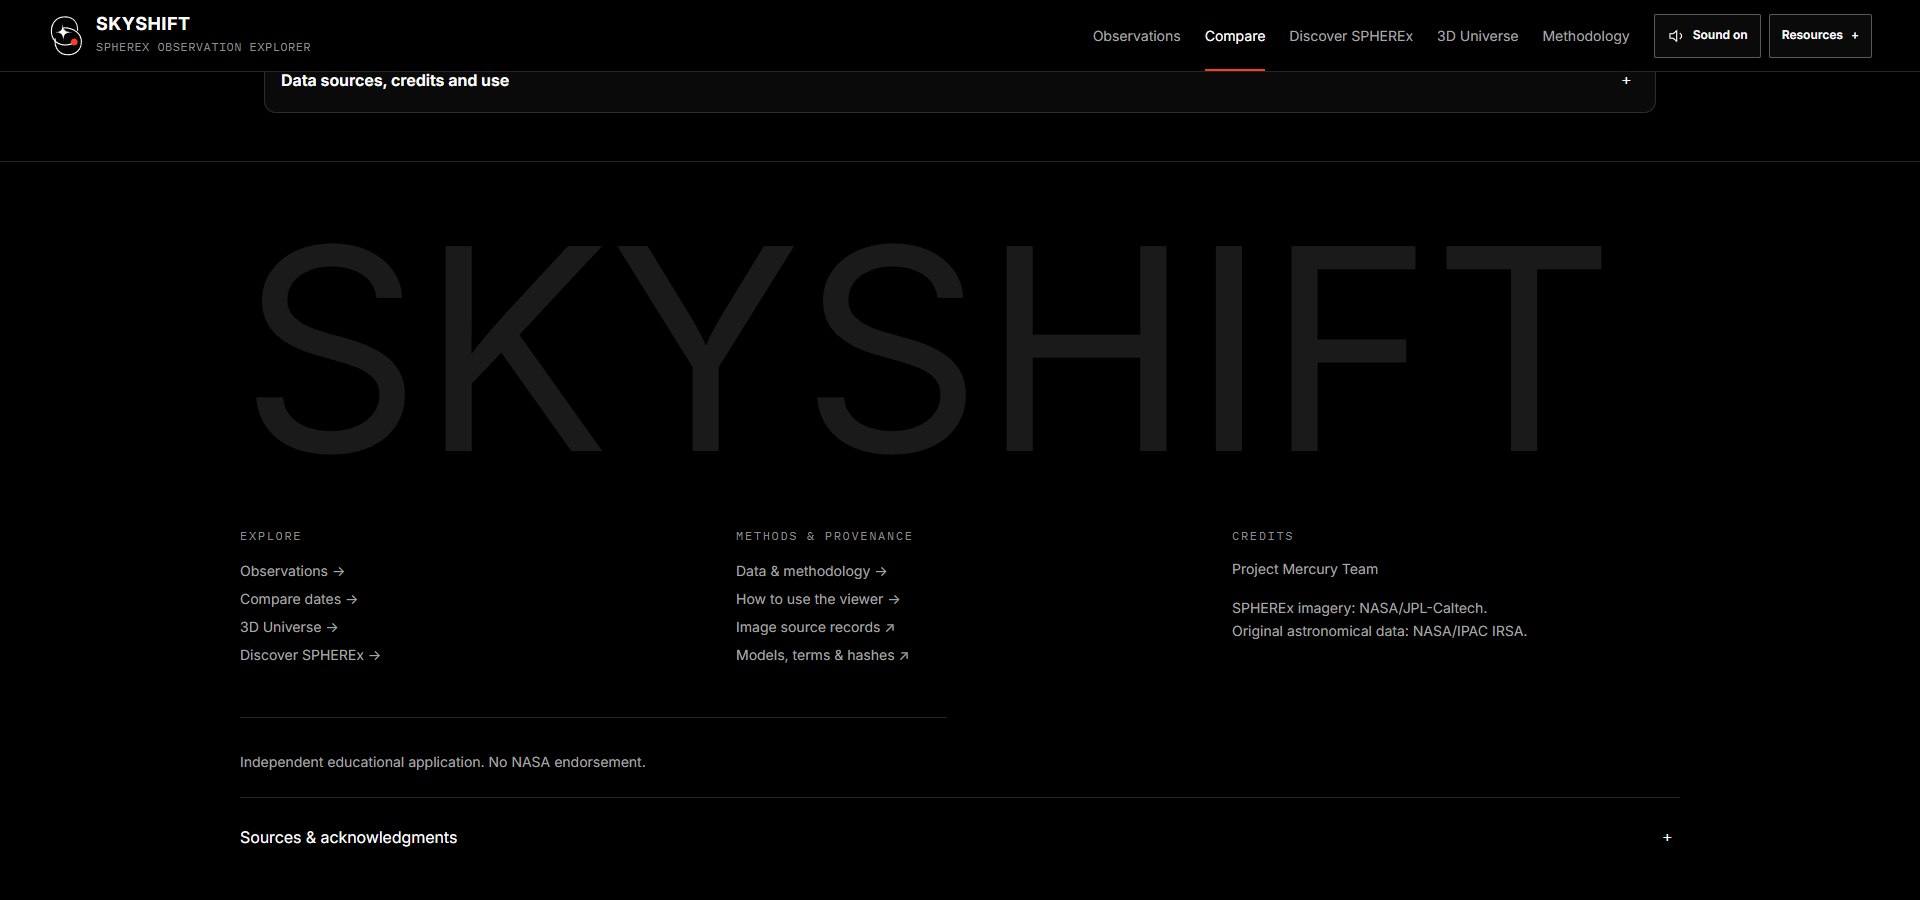 SKYSHIFT
SPHEREX OBSERVATION EXPLORER
Observations
Compare
Discover SPHEREx
3D Universe
Methodology
Sound on
Resources +
Data sources, credits and use +
SKYSHIFT
EXPLORE
Observations →
Compare dates →
3D Universe →
Discover SPHEREx →
METHODS & PROVENANCE
Data & methodology →
How to use the viewer →
Image source records ↗
Models, terms & hashes ↗
CREDITS
Project Mercury Team
SPHEREx imagery: NASA/JPL-Caltech.
Original astronomical data: NASA/IPAC IRSA.
Independent educational application. No NASA endorsement.
Sources & acknowledgments +